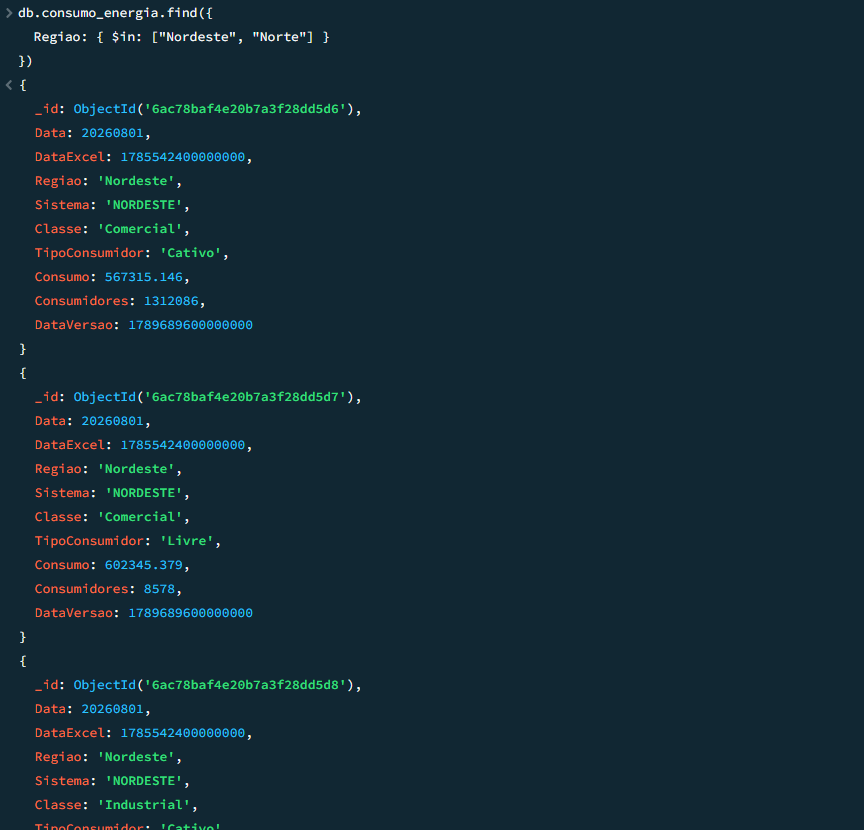 db.consumo_energia.find({
Regiao: { $in: ["Nordeste", "Norte"] }
})
{
_id: ObjectId('6ac78baf4e20b7a3f28dd5d6'),
Data: 20260801,
DataExcel: 1785542400000000,
Regiao: 'Nordeste',
Sistema: 'NORDESTE',
Classe: 'Comercial',
TipoConsumidor: 'Cativo',
Consumo: 567315.146,
Consumidores: 1312086,
DataVersao: 1789689600000000
}
{
_id: ObjectId('6ac78baf4e20b7a3f28dd5d7'),
Data: 20260801,
DataExcel: 1785542400000000,
Regiao: 'Nordeste',
Sistema: 'NORDESTE',
Classe: 'Comercial',
TipoConsumidor: 'Livre',
Consumo: 602345.379,
Consumidores: 8578,
DataVersao: 1789689600000000
}
{
_id: ObjectId('6ac78baf4e20b7a3f28dd5d8'),
Data: 20260801,
DataExcel: 1785542400000000,
Regiao: 'Nordeste',
Sistema: 'NORDESTE',
Classe: 'Industrial',
TipoConsumidor: 'Cativo'